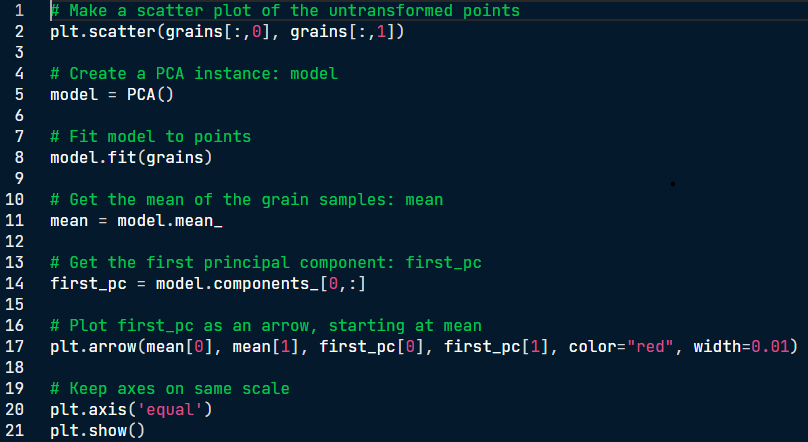 1 # Make a scatter plot of the untransformed points
2 plt.scatter(grains[:,0], grains[:,1])
3
4 # Create a PCA instance: model
5 model = PCA()
6
7 # Fit model to points
8 model.fit(grains)
9
10 # Get the mean of the grain samples: mean
11 mean = model.mean_
12
13 # Get the first principal component: first_pc
14 first_pc = model.components_[0,:]
15
16 # Plot first_pc as an arrow, starting at mean
17 plt.arrow(mean[0], mean[1], first_pc[0], first_pc[1], color="red", width=0.01)
18
19 # Keep axes on same scale
20 plt.axis('equal')
21 plt.show()